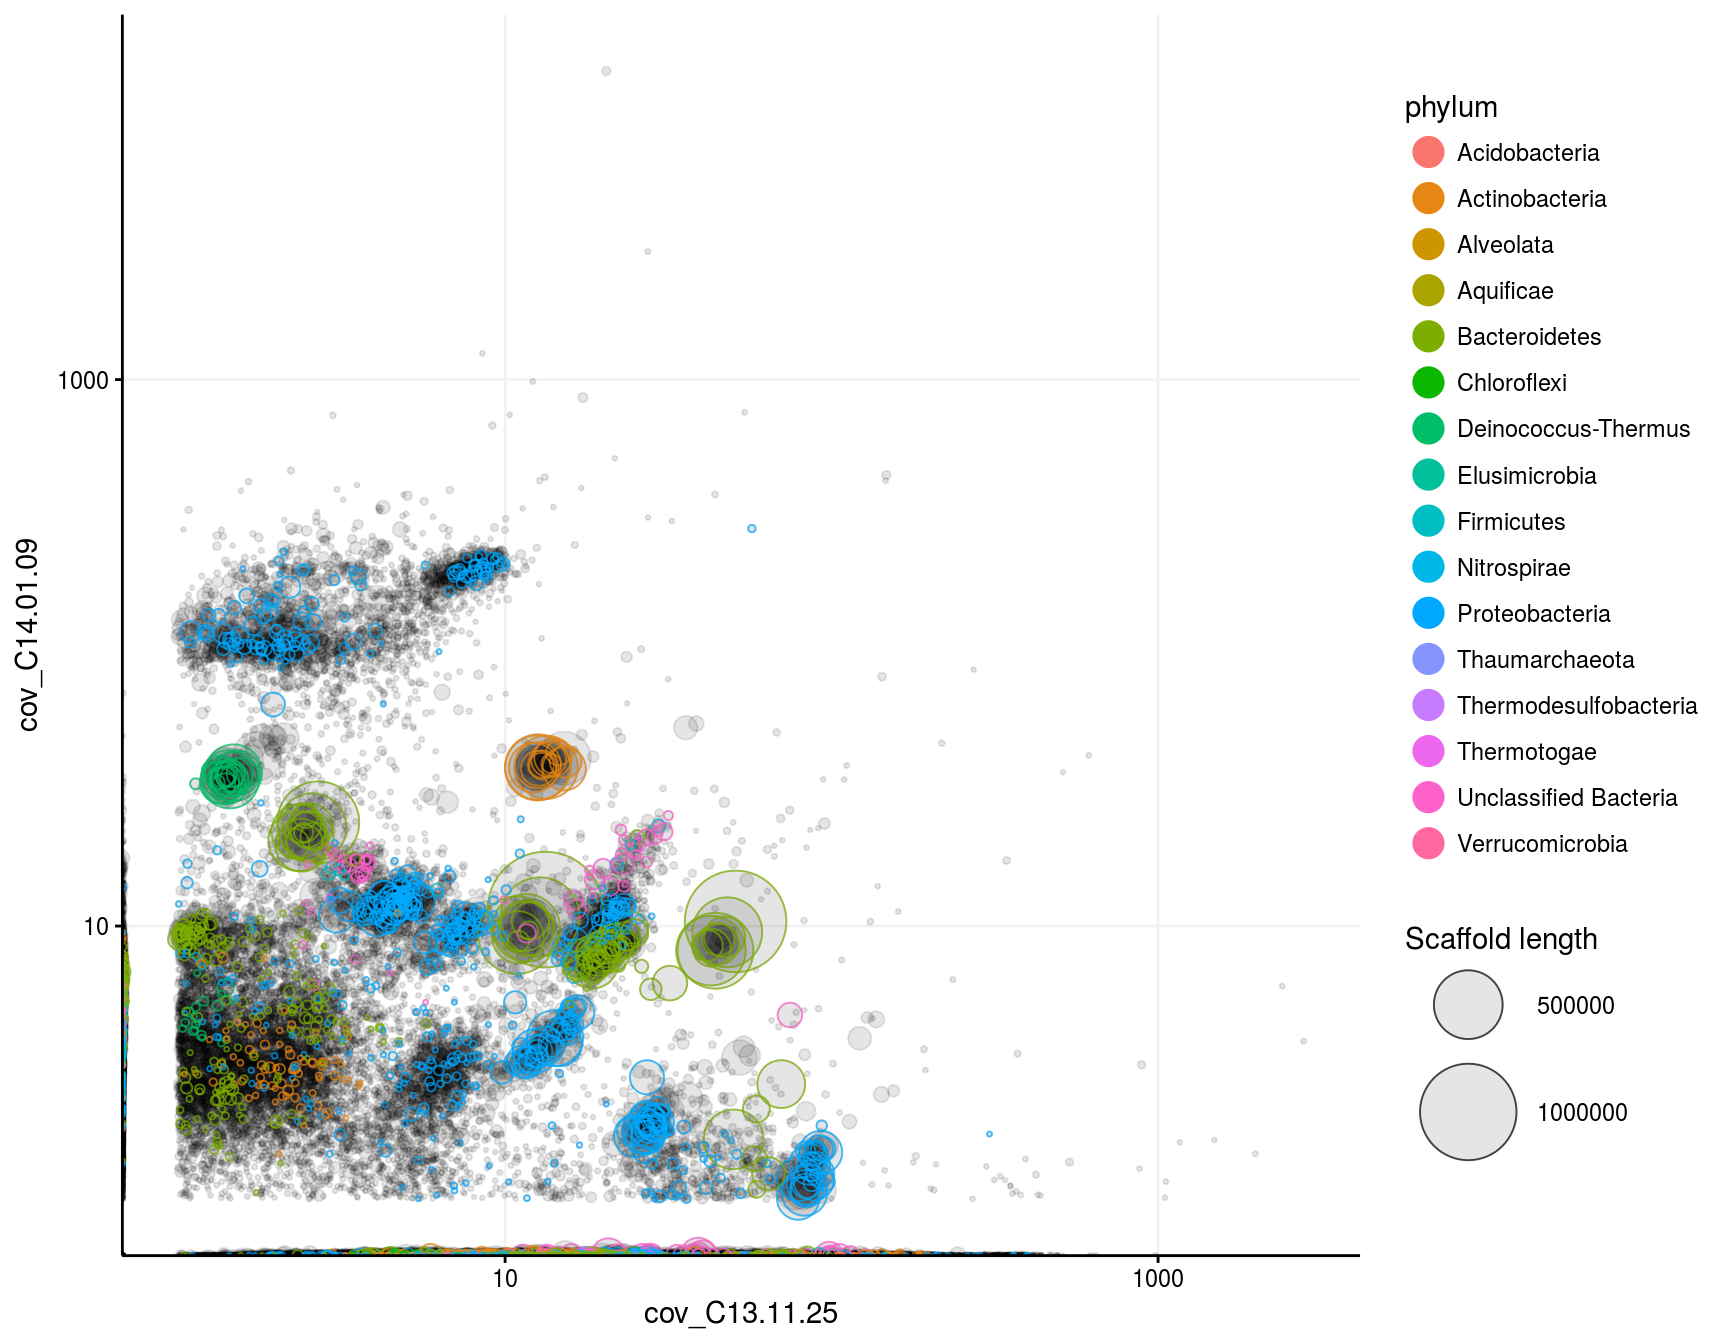 phylum
Acidobacteria
Actinobacteria
Alveolata
Aquificae
Bacteroidetes
Chloroflexi
Deinococcus-Thermus
Elusimicrobia
Firmicutes
Nitrospirae
Proteobacteria
Thaumarchaeota
Thermodesulfobacteria
Thermotogae
Unclassified Bacteria
Verrucomicrobia
Scaffold length
500000
1000000
cov_C14.01.09
1000
10
10
1000
cov_C13.11.25